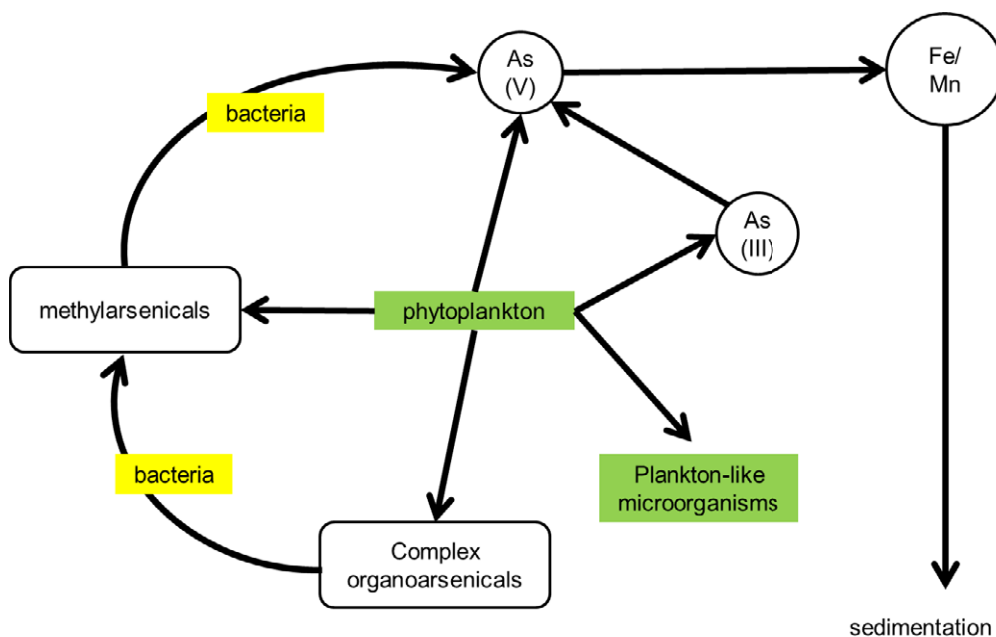 As
(V)
Fe/
Mn
bacteria
As
(III)
methylarsenicals
phytoplankton
bacteria
Plankton-like
microorganisms
Complex
organoarsenicals
sedimentation